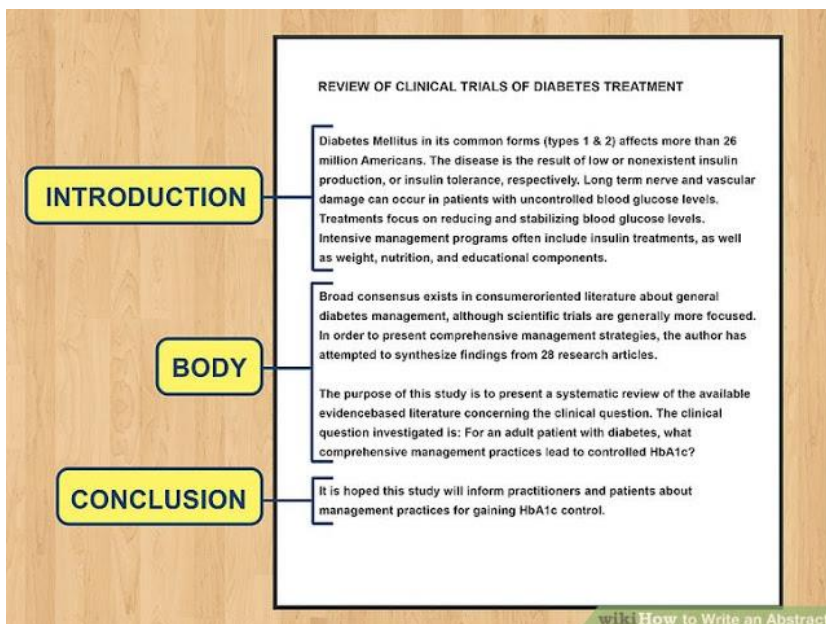 REVIEW OF CLINICAL TRIALS OF DIABETES TREATMENT
INTRODUCTION
Diabetes Mellitus in its common forms (types 1 & 2) affects more than 26
million Americans. The disease is the result of low or nonexistent insulin
production, or insulin tolerance, respectively. Long term nerve and vascular
damage can occur in patients with uncontrolled blood glucose levels.
Treatments focus on reducing and stabilizing blood glucose levels.
Intensive management programs often include insulin treatments, as well
as weight, nutrition, and educational components.
BODY
Broad consensus exists in consumeroriented literature about general
diabetes management, although scientific trials are generally more focused.
In order to present comprehensive management strategies, the author has
attempted to synthesize findings from 28 research articles.
The purpose of this study is to present a systematic review of the available
evidencebased literature concerning the clinical question. The clinical
question investigated is: For an adult patient with diabetes, what
comprehensive management practices lead to controlled HbA1c?
CONCLUSION
It is hoped this study will inform practitioners and patients about
management practices for gaining HbA1c control.
wikiHow to Write an Abstract